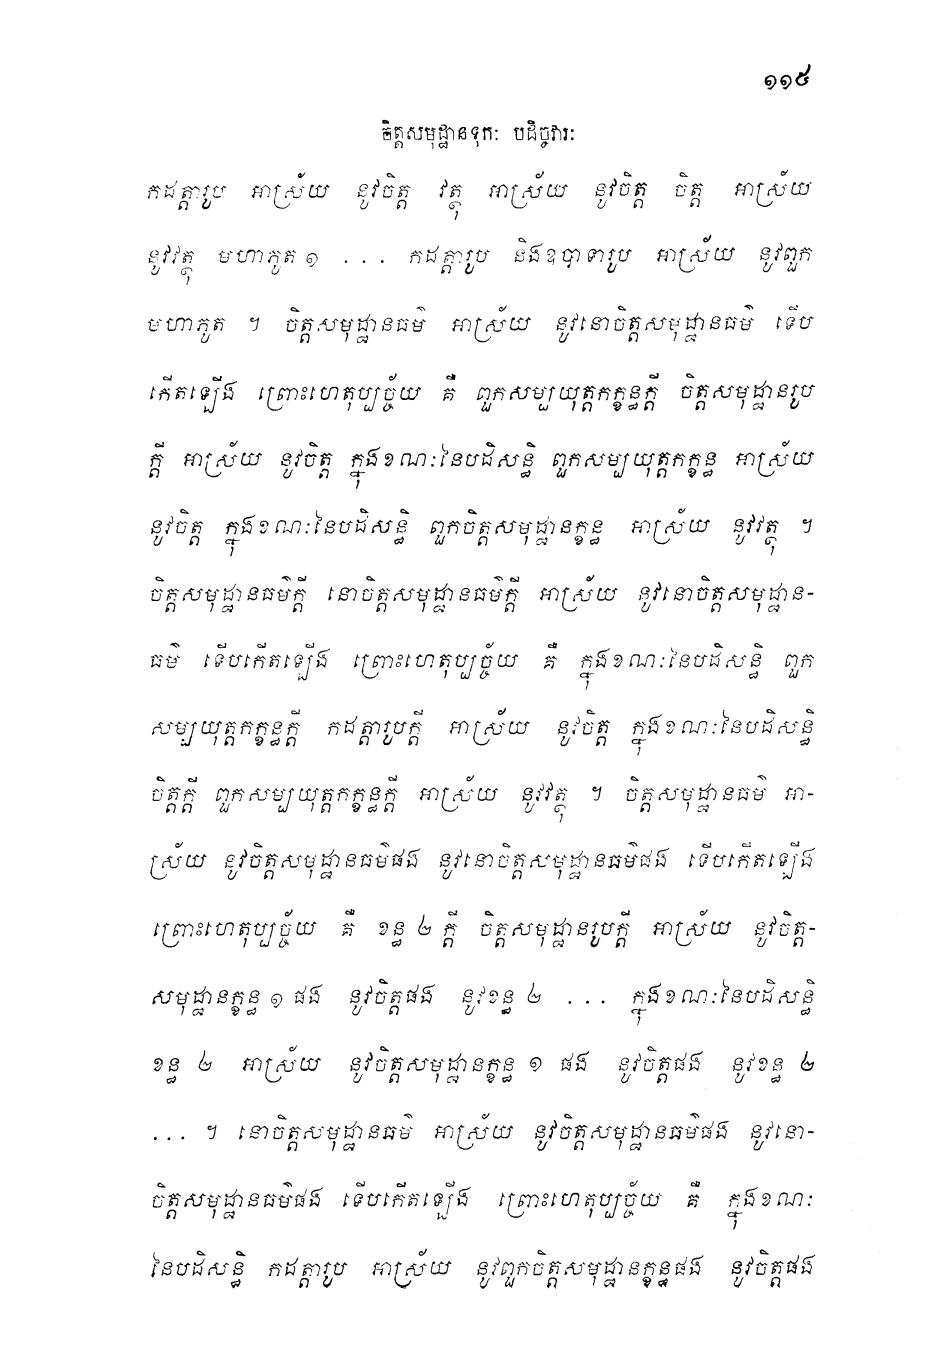 ១១៥
ចិត្តសមុដ្ឋានទុកៈ បដិច្ចវារៈ
កដត្តារូប អាស្រ័យ នូវចិត្ត វត្ថុ អាស្រ័យ នូវចិត្ត ចិត្ត អាស្រ័យ
នូវវត្ថុ មហាភូត ១ ... កដត្តារូប និងឧបាទារូប អាស្រ័យ នូវពួក
មហាភូត ។ ចិត្តសមុដ្ឋានធម៌ អាស្រ័យ នូវនោចិត្តសមុដ្ឋានធម៌ ទើប
កើតឡើង ព្រោះហេតុប្បច្ច័យ គឺ ពួកសម្បយុត្តកក្ខន្ធក្តី ចិត្តសមុដ្ឋានរូប
ក្តី អាស្រ័យ នូវចិត្ត ក្នុងខណៈនៃបដិសន្ធិ ពួកសម្បយុត្តកក្ខន្ធ អាស្រ័យ
នូវចិត្ត ក្នុងខណៈនៃបដិសន្ធិ ពួកចិត្តសមុដ្ឋានក្ខន្ធ អាស្រ័យ នូវវត្ថុ ។
ចិត្តសមុដ្ឋានធម៌ក្តី នោចិត្តសមុដ្ឋានធម៌ក្តី អាស្រ័យ នូវនោចិត្តសមុដ្ឋាន-
ធម៌ ទើបកើតឡើង ព្រោះហេតុប្បច្ច័យ គឺ ក្នុងខណៈនៃបដិសន្ធិ ពួក
សម្បយុត្តកក្ខន្ធក្តី កដត្តារូបក្តី អាស្រ័យ នូវចិត្ត ក្នុងខណៈនៃបដិសន្ធិ
ចិត្តក្តី ពួកសម្បយុត្តកក្ខន្ធក្តី អាស្រ័យ នូវវត្ថុ ។ ចិត្តសមុដ្ឋានធម៌ អា-
ស្រ័យ នូវចិត្តសមុដ្ឋានធម៌ផង នូវនោចិត្តសមុដ្ឋានធម៌ផង ទើបកើតឡើង
ព្រោះហេតុប្បច្ច័យ គឺ ខន្ធ ២ ក្តី ចិត្តសមុដ្ឋានរូបក្តី អាស្រ័យ នូវចិត្ត-
សមុដ្ឋានក្ខន្ធ ១ ផង នូវចិត្តផង នូវខន្ធ ២ ... ក្នុងខណៈនៃបដិសន្ធិ
ខន្ធ ២ អាស្រ័យ នូវចិត្តសមុដ្ឋានក្ខន្ធ ១ ផង នូវចិត្តផង នូវខន្ធ ២
... ។ នោចិត្តសមុដ្ឋានធម៌ អាស្រ័យ នូវចិត្តសមុដ្ឋានធម៌ផង នូវនោ-
ចិត្តសមុដ្ឋានធម៌ផង ទើបកើតឡើង ព្រោះហេតុប្បច្ច័យ គឺ ក្នុងខណៈ
នៃបដិសន្ធិ កដត្តារូប អាស្រ័យ នូវពួកចិត្តសមុដ្ឋានក្ខន្ធផង នូវចិត្តផង